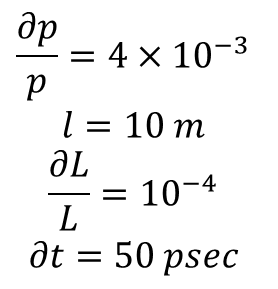 ∂p/p = 4 × 10⁻³
l = 10 m
∂L/L = 10⁻⁴
∂t = 50 psec